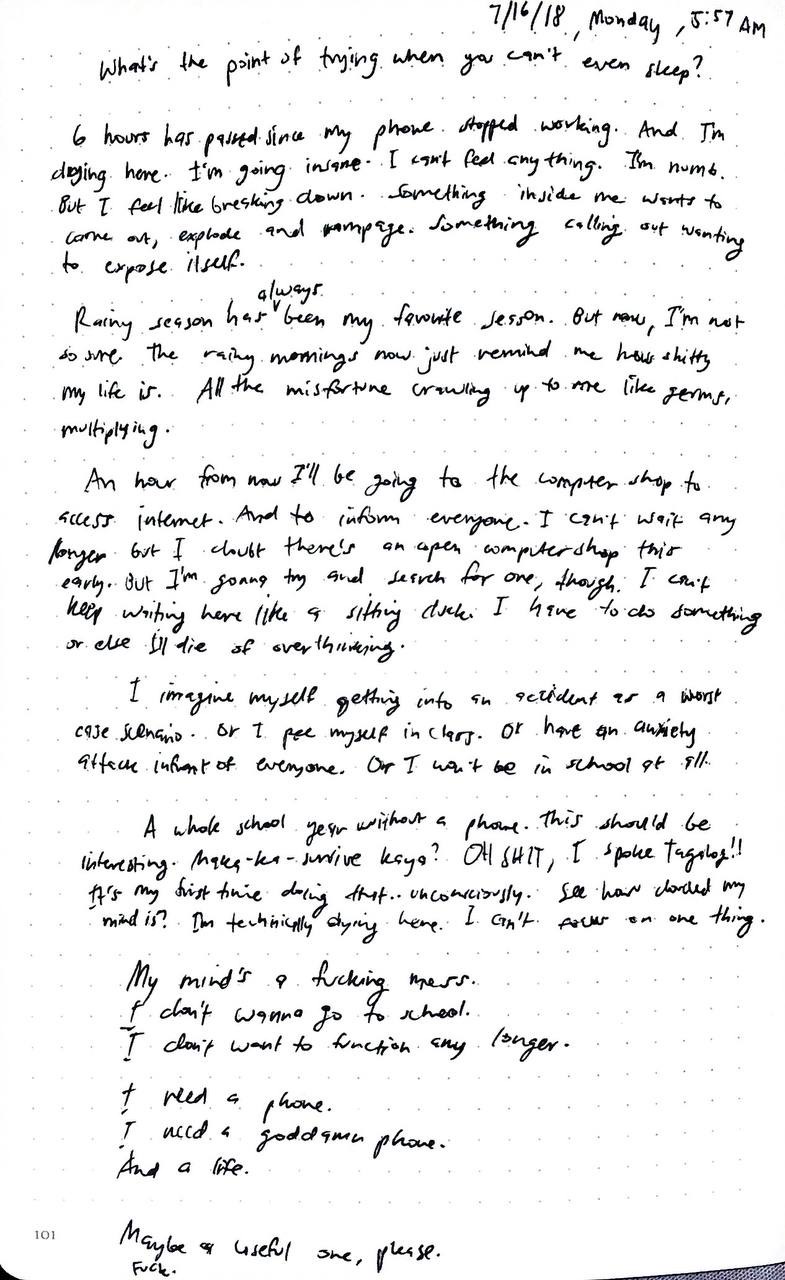 7/16/18, Monday, 5:57 AM
What's the point of trying when you can't even sleep?
6 hours has passed since my phone stopped working. And I'm
dying here. I'm going insane. I can't feel anything. I'm numb.
But I feel like breaking down. Something inside me wants to
come out, explode and rampage. Something calling out wanting
to expose itself.
always
Rainy season has been my favorite season. But now, I'm not
so sure. The rainy mornings now just remind me how shitty
my life is. All the misfortune crawling up to me like germs,
multiplying.
An hour from now I'll be going to the computer shop to
access internet. And to inform everyone. I can't wait any
longer but I doubt there's an open computer shop this
early. But I'm gonna try and search for one, though. I can't
keep waiting here like a sitting duck. I have to do something
or else I'll die of overthinking.
I imagine myself getting into an accident as a worst
case scenario. Or I pee myself in class. Or have an anxiety
attack infront of everyone. Or I won't be in school at all.
A whole school year without a phone. This should be
interesting. Maka-ka-survive kaya? OH SHIT, I spoke Tagalog!!
It's my first time doing that.. unconsciously. See how clouded my
mind is? I'm technically dying here. I can't focus on one thing.
My mind's a fucking mess.
I don't wanna go to school.
I don't want to function any longer.
I need a phone.
I need a goddamn phone.
And a life.
Maybe a useful one, please.
Fuck.
101